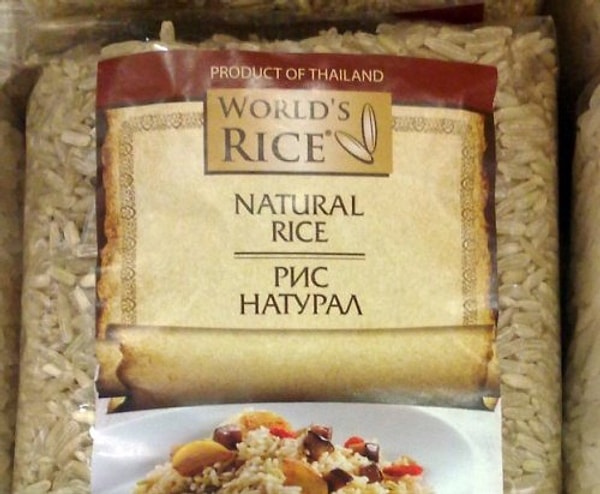 PRODUCT OF THAILAND
WORLD'S
RICE®
NATURAL
RICE
РИС
НАТУРАЛ